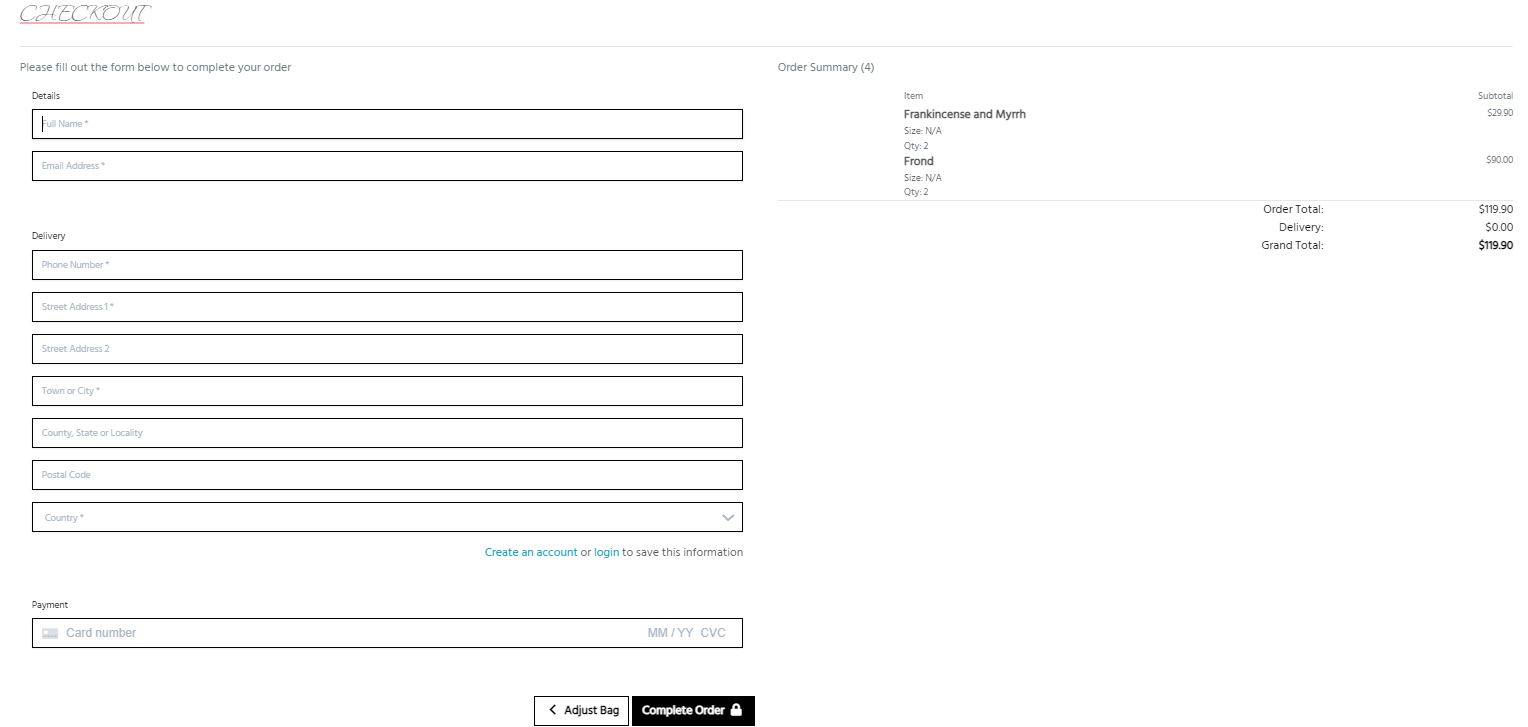 CHECKOUT
Please fill out the form below to complete your order
Details
Full Name *
Email Address *
Delivery
Phone Number *
Street Address 1 *
Street Address 2
Town or City *
County, State or Locality
Postal Code
Country *
Create an account or login to save this information
Payment
Card number MM / YY CVC
Adjust Bag Complete Order
Order Summary (4)
Item Subtotal
Frankincense and Myrrh $29.90
Size: N/A
Qty: 2
Frond $90.00
Size: N/A
Qty: 2
Order Total: $119.90
Delivery: $0.00
Grand Total: $119.90